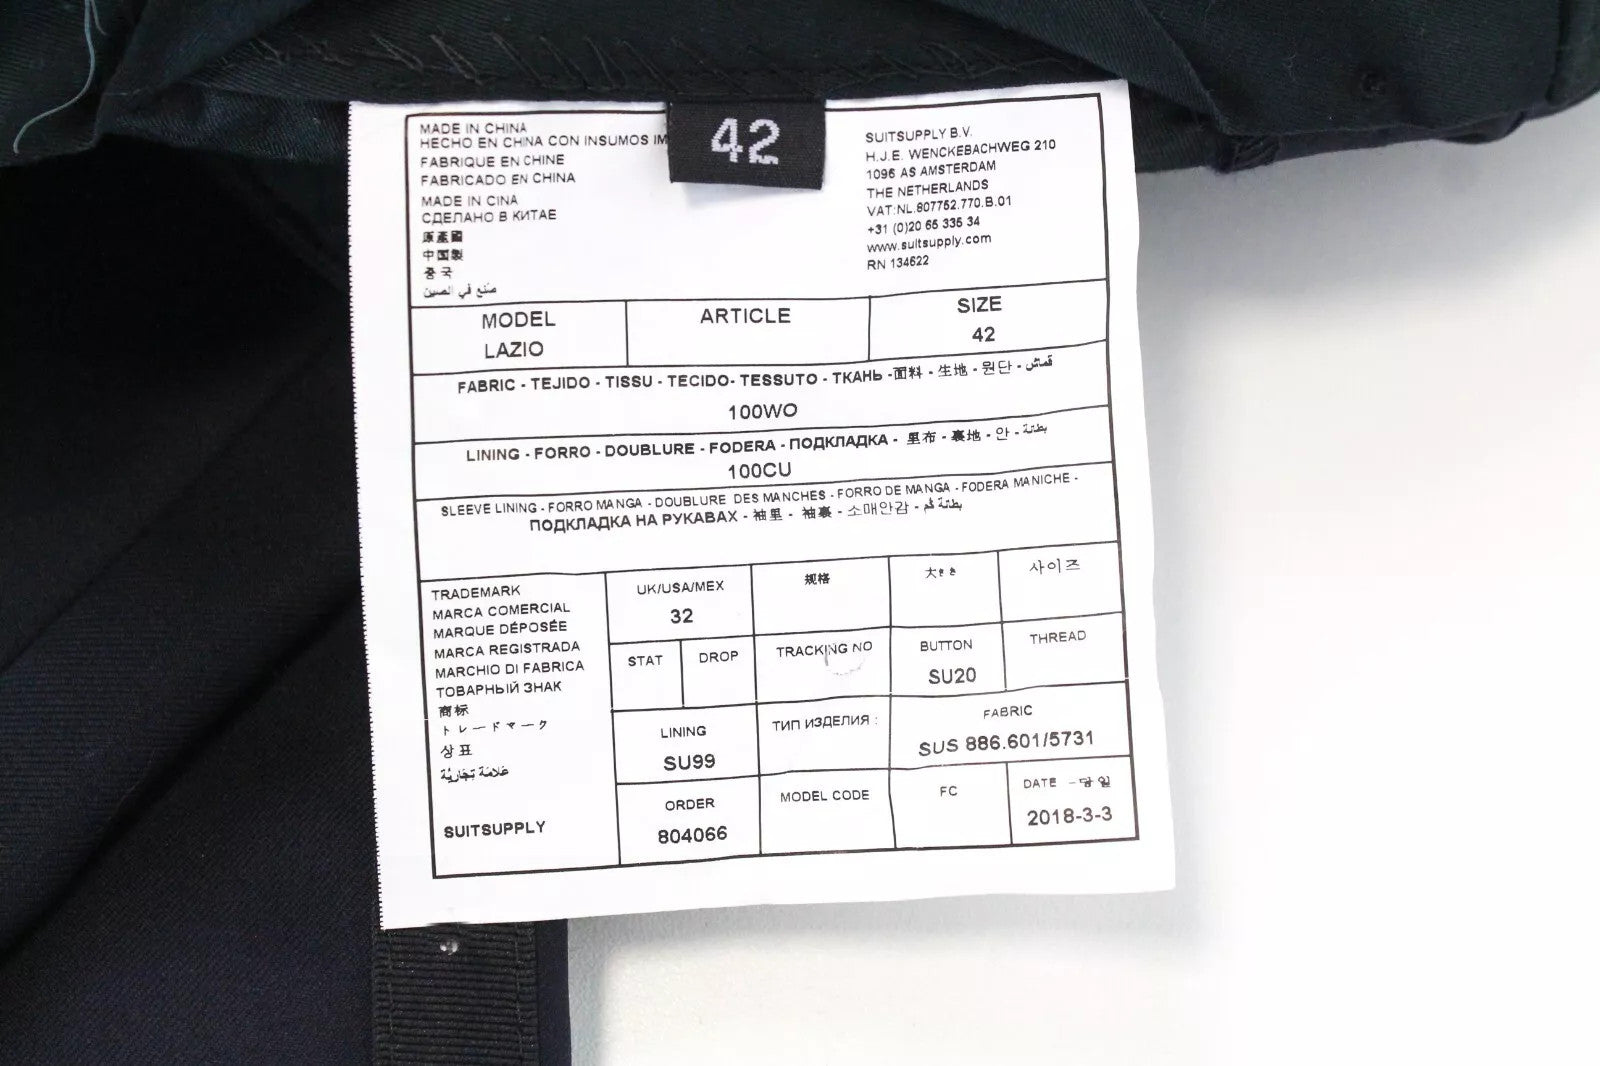 MADE IN CHINA
HECHO EN CHINA CON INSUMOS IM
FABRIQUE EN CHINE
FABRICADO EN CHINA
MADE IN CINA
СДЕЛАНО В КИТАЕ
原產國
中国製
중국
صنع في الصين
42
SUITSUPPLY B.V.
H.J.E. WENCKEBACHWEG 210
1096 AS AMSTERDAM
THE NETHERLANDS
VAT:NL.807752.770.B.01
+31 (0)20 65 335 34
www.suitsupply.com
RN 134622
MODEL
LAZIO
ARTICLE
SIZE
42
FABRIC - TEJIDO - TISSU - TECIDO- TESSUTO - ТКАНЬ -面料 - 生地 - 원단 - قماش
100WO
LINING - FORRO - DOUBLURE - FODERA - ПОДКЛАДКА - 里布 - 裏地 - 안 - بطانة
100CU
SLEEVE LINING - FORRO MANGA - DOUBLURE DES MANCHES - FORRO DE MANGA - FODERA MANICHE -
ПОДКЛАДКА НА РУКАВАХ - 袖里 - 袖裏 - 소매안감 - بطانة كم
TRADEMARK
MARCA COMERCIAL
MARQUE DÉPOSÉE
MARCA REGISTRADA
MARCHIO DI FABRICA
ТОВАРНЫЙ ЗНАК
商标
トレードマーク
상표
علامة تجارية
SUITSUPPLY
UK/USA/MEX
32
规格
大きき
사이즈
STAT
DROP
TRACKING NO
BUTTON
SU20
THREAD
LINING
SU99
ТИП ИЗДЕЛИЯ :
FABRIC
SUS 886.601/5731
ORDER
804066
MODEL CODE
FC
DATE -
2018-3-3